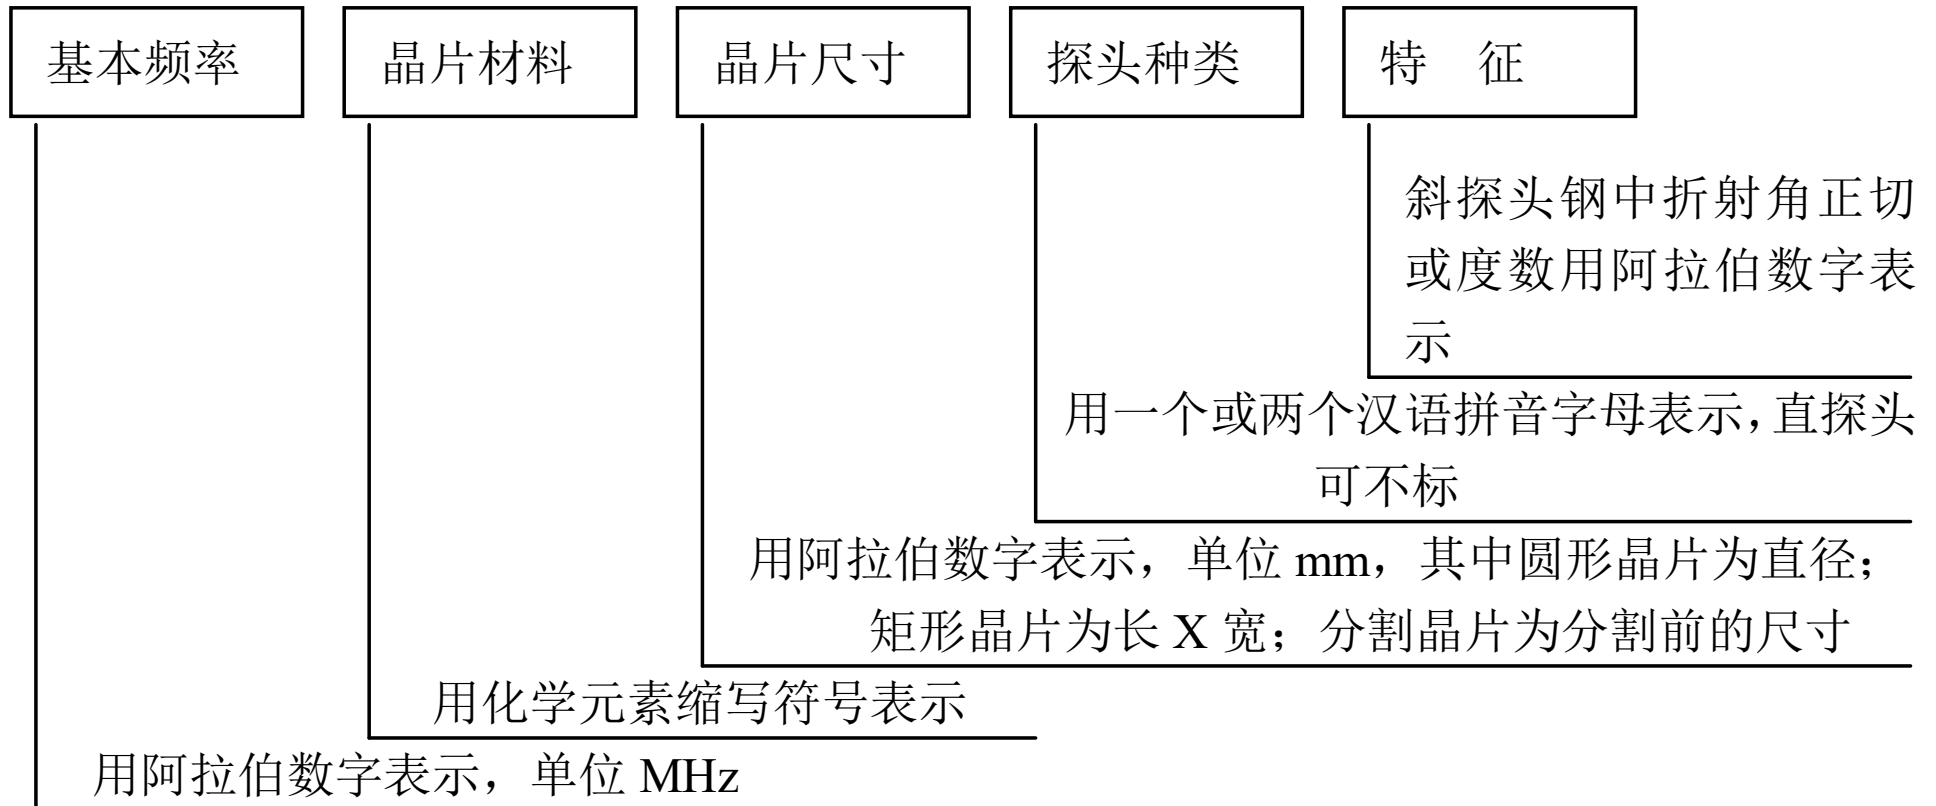 基本频率 晶片材料 晶片尺寸 探头种类 特 征
斜探头钢中折射角正切
或度数用阿拉伯数字表
示
用一个或两个汉语拼音字母表示，直探头
可不标
用阿拉伯数字表示，单位 mm，其中圆形晶片为直径；
矩形晶片为长 X 宽；分割晶片为分割前的尺寸
用化学元素缩写符号表示
用阿拉伯数字表示，单位 MHz